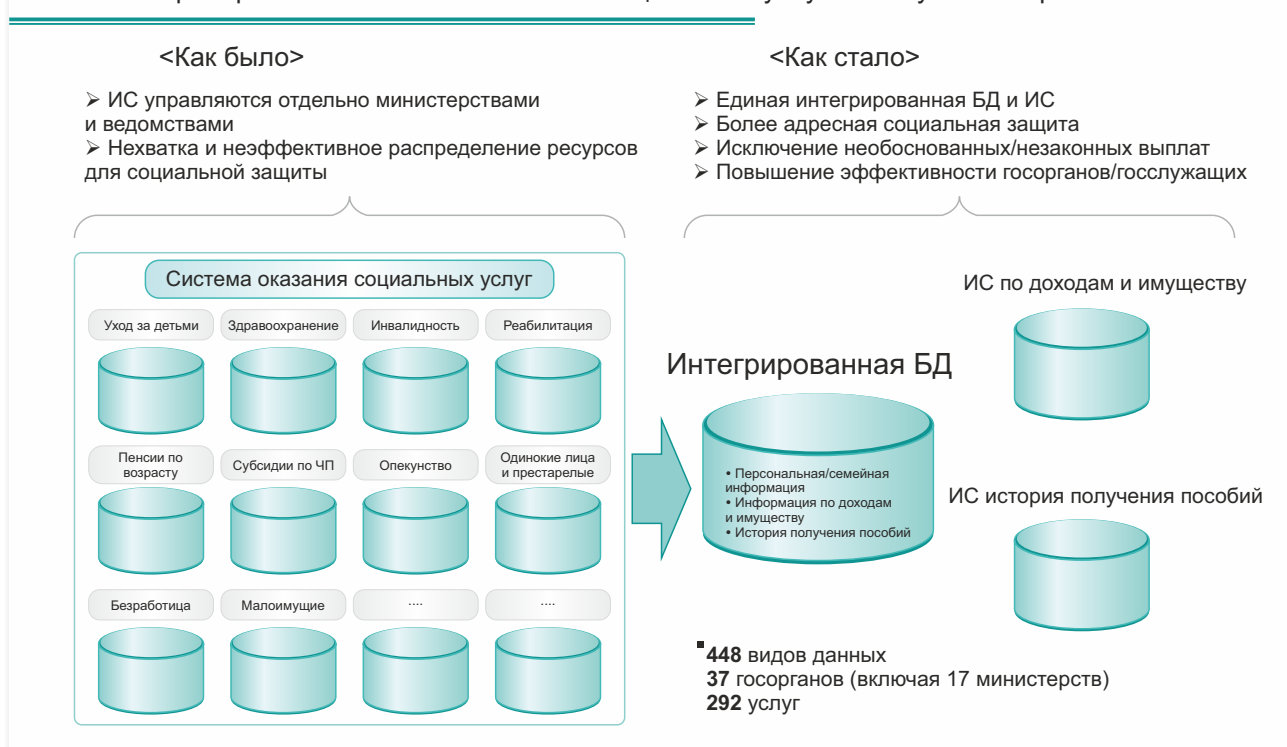 <Как было>
➢ ИС управляются отдельно министерствами
и ведомствами
➢ Нехватка и неэффективное распределение ресурсов
для социальной защиты
Система оказания социальных услуг
Уход за детьми
Здравоохранение
Инвалидность
Реабилитация
Пенсии по
возрасту
Субсидии по ЧП
Опекунство
Одинокие лица
и престарелые
Безработица
Малоимущие
....
....
<Как стало>
➢ Единая интегрированная БД и ИС
➢ Более адресная социальная защита
➢ Исключение необоснованных/незаконных выплат
➢ Повышение эффективности госорганов/госслужащих
Интегрированная БД
• Персональная/семейная
информация
• Информация по доходам
и имуществу
• История получения пособий
ИС по доходам и имуществу
ИС история получения пособий
▪448 видов данных
37 госорганов (включая 17 министерств)
292 услуг